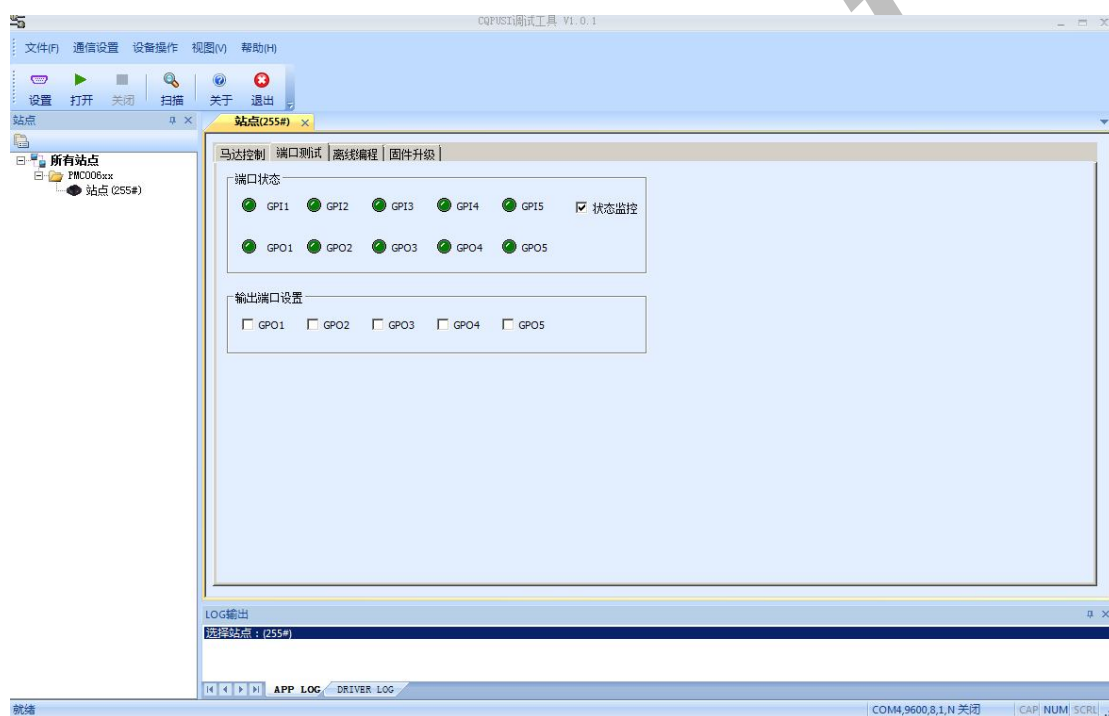 CQPUSI调试工具 V1.0.1
文件(F) 通信设置 设备操作 视图(V) 帮助(H)
设置 打开 关闭 扫描 关于 退出
站点
站点(255#)
所有站点
PMC006xx
站点 (255#)
马达控制 端口测试 离线编程 固件升级
端口状态
GPI1 GPI2 GPI3 GPI4 GPI5 状态监控
GPO1 GPO2 GPO3 GPO4 GPO5
输出端口设置
GPO1 GPO2 GPO3 GPO4 GPO5
LOG输出
选择站点：(255#)
APP LOG DRIVER LOG
就绪 COM4,9600,8,1,N 关闭 CAP NUM SCRL